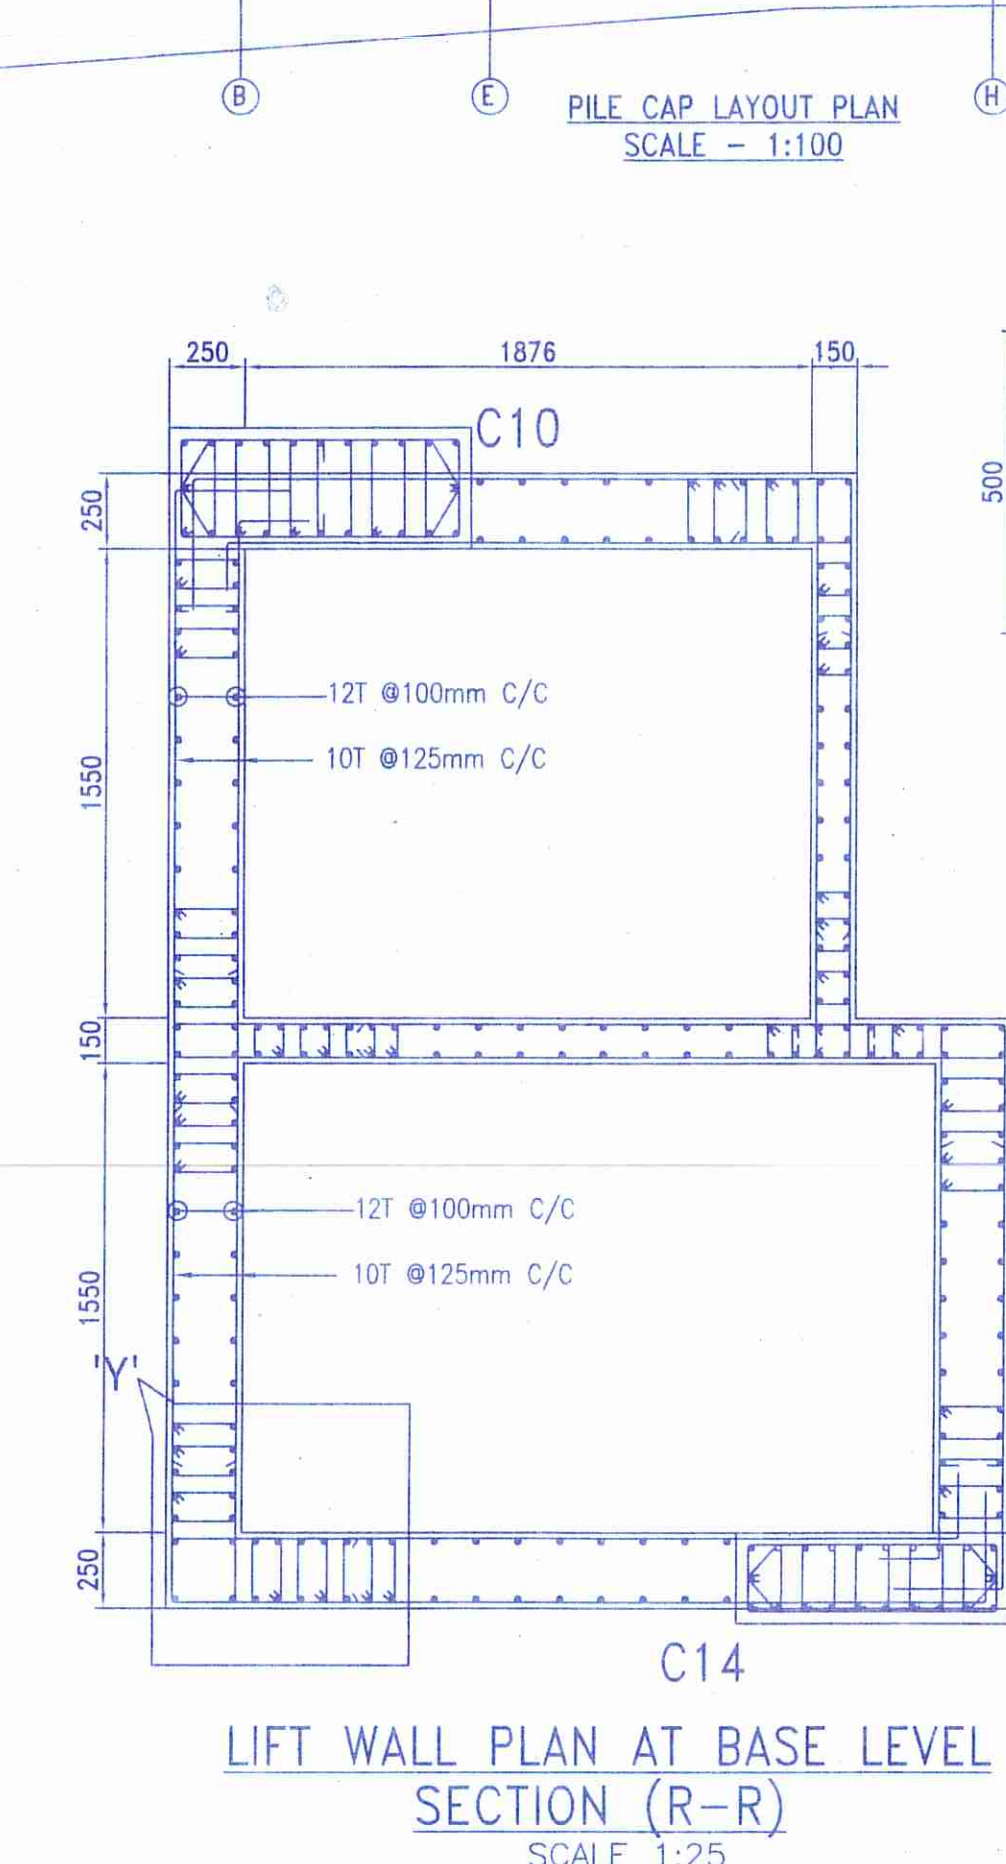 B
E
H
PILE CAP LAYOUT PLAN
SCALE - 1:100
250
1876
150
C10
250
500
12T @100mm C/C
10T @125mm C/C
1550
150
12T @100mm C/C
10T @125mm C/C
1550
'Y'
250
C14
LIFT WALL PLAN AT BASE LEVEL
SECTION (R-R)
SCALE 1:25